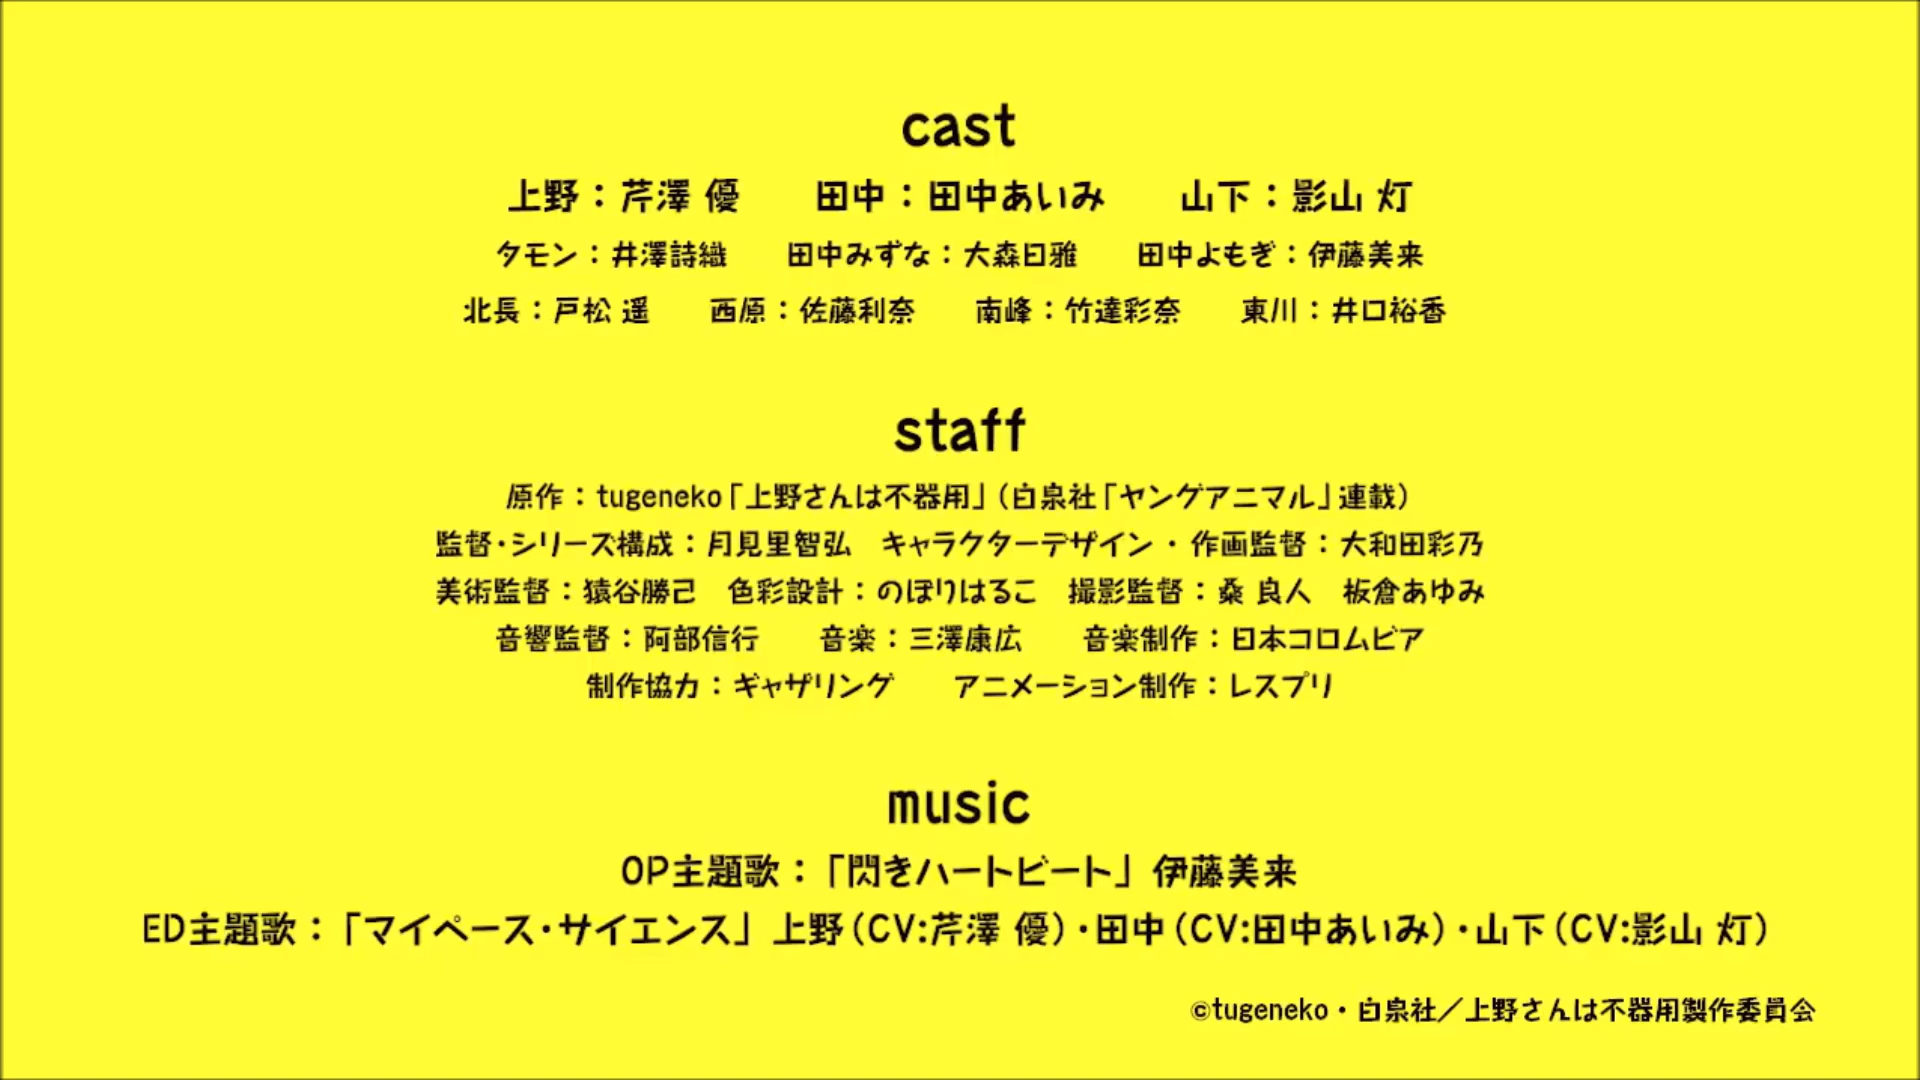 cast
上野：芹澤 優　　田中：田中あいみ　　山下：影山 灯
タモン：井澤詩織　　田中みずな：大森日雅　　田中よもぎ：伊藤美来
北長：戸松 遥　　西原：佐藤利奈　　南峰：竹達彩奈　　東川：井口裕香
staff
原作：tugeneko「上野さんは不器用」（白泉社「ヤングアニマル」連載）
監督・シリーズ構成：月見里智弘　キャラクターデザイン・作画監督：大和田彩乃
美術監督：猿谷勝己　色彩設計：のぼりはるこ　撮影監督：桑 良人　板倉あゆみ
音響監督：阿部信行　　音楽：三澤康広　　音楽制作：日本コロムビア
制作協力：ギャザリング　　アニメーション制作：レスプリ
music
OP主題歌：「閃きハートビート」伊藤美来
ED主題歌：「マイペース・サイエンス」上野（CV:芹澤 優）・田中（CV:田中あいみ）・山下（CV:影山 灯）
©tugeneko・白泉社／上野さんは不器用製作委員会